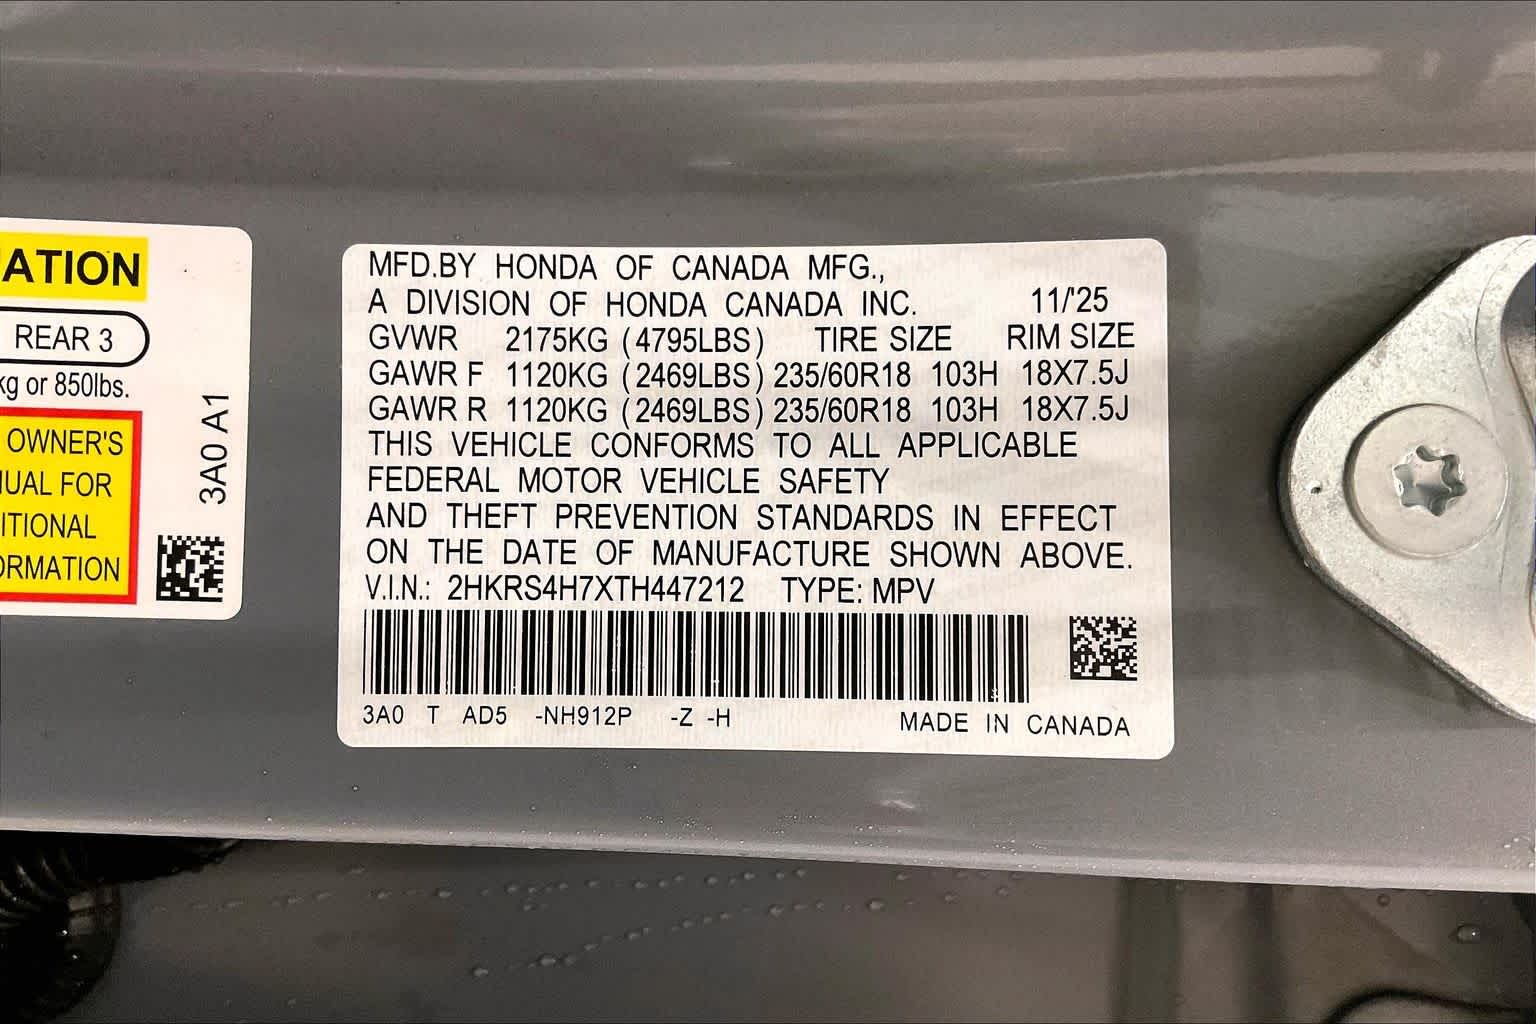 ATION
REAR 3
kg or 850lbs.
OWNER'S
UAL FOR
ITIONAL
ORMATION
3A0 A1
MFD.BY HONDA OF CANADA MFG.,
A DIVISION OF HONDA CANADA INC. 11/'25
GVWR 2175KG (4795LBS) TIRE SIZE RIM SIZE
GAWR F 1120KG (2469LBS) 235/60R18 103H 18X7.5J
GAWR R 1120KG (2469LBS) 235/60R18 103H 18X7.5J
THIS VEHICLE CONFORMS TO ALL APPLICABLE
FEDERAL MOTOR VEHICLE SAFETY
AND THEFT PREVENTION STANDARDS IN EFFECT
ON THE DATE OF MANUFACTURE SHOWN ABOVE.
V.I.N.: 2HKRS4H7XTH447212 TYPE: MPV
3A0 T AD5 -NH912P -Z -H MADE IN CANADA